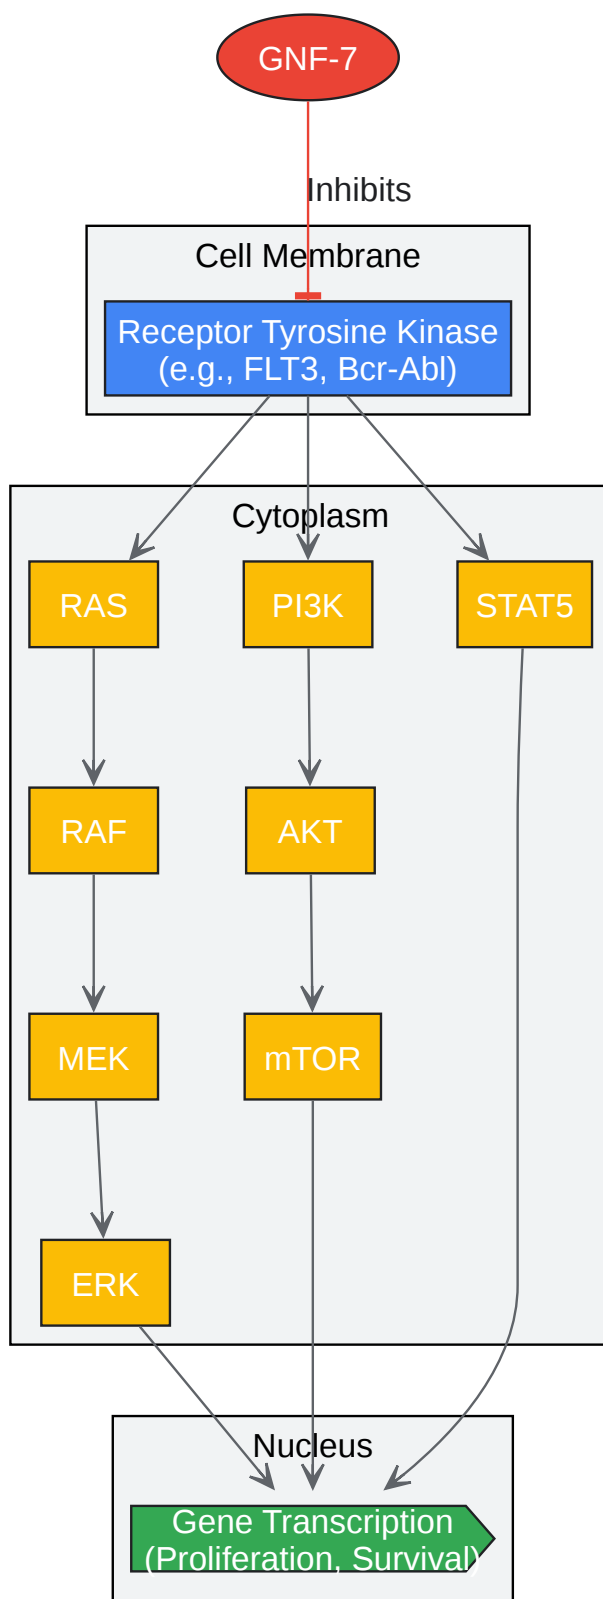 GNF-7
Inhibits
Cell Membrane
Receptor Tyrosine Kinase
(e.g., FLT3, Bcr-Abl)
Cytoplasm
RAS
PI3K
STAT5
RAF
AKT
MEK
mTOR
ERK
Nucleus
Gene Transcription
(Proliferation, Survival)